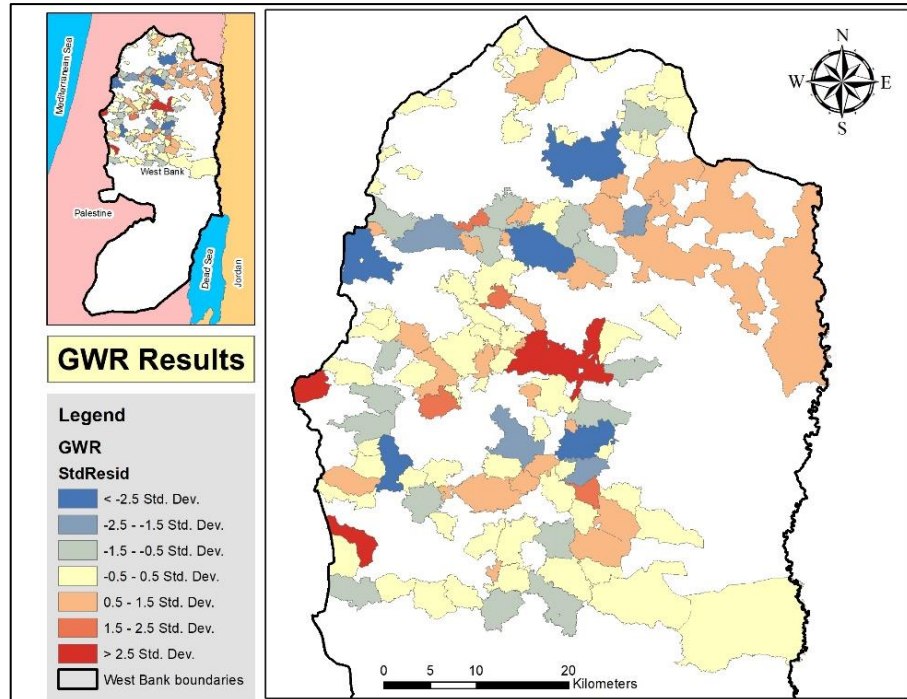 Mediterranean Sea
West Bank
Palestine
Dead Sea
Jordan
GWR Results
Legend
GWR
StdResid
< -2.5 Std. Dev.
-2.5 - -1.5 Std. Dev.
-1.5 - -0.5 Std. Dev.
-0.5 - 0.5 Std. Dev.
0.5 - 1.5 Std. Dev.
1.5 - 2.5 Std. Dev.
> 2.5 Std. Dev.
West Bank boundaries
N
W E
S
0 5 10 20
Kilometers